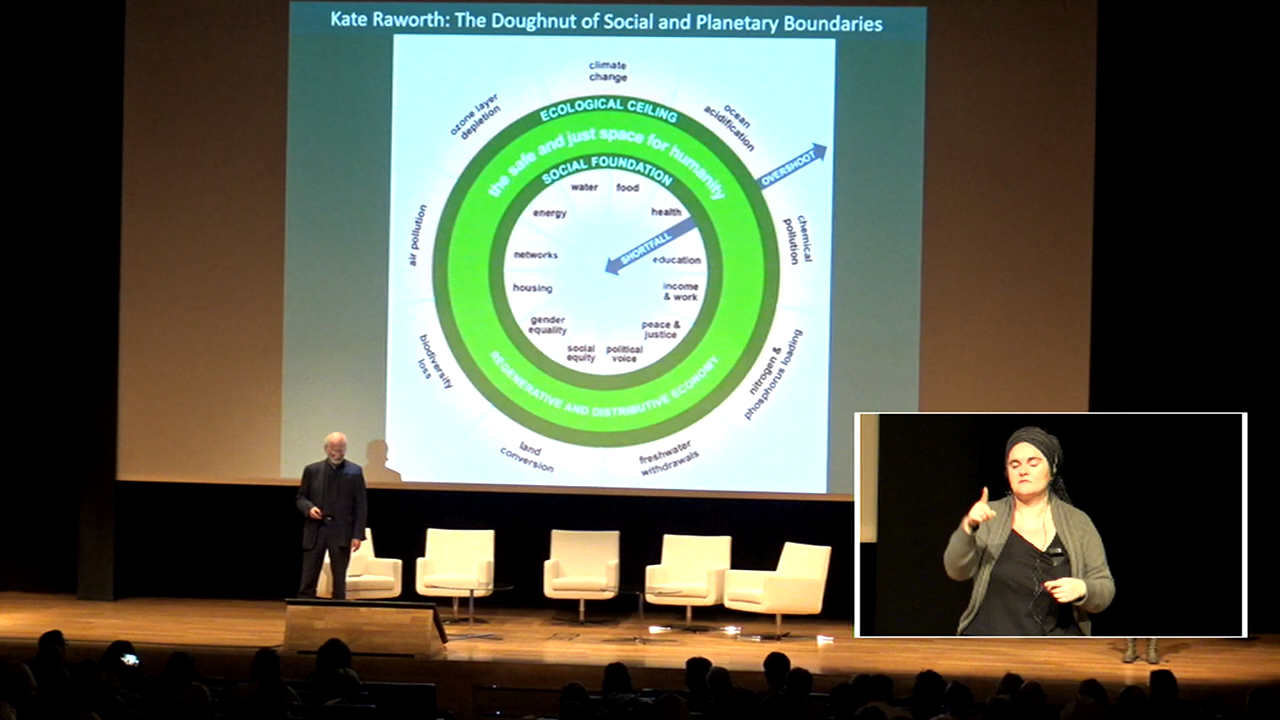 Kate Raworth: The Doughnut of Social and Planetary Boundaries
climate
change
ozone layer
depletion
ocean
acidification
ECOLOGICAL CEILING
the safe and just space for humanity
SOCIAL FOUNDATION
OVERSHOOT
water
food
energy
health
air pollution
chemical
pollution
SHORTFALL
networks
education
housing
income
& work
gender
equality
peace &
justice
social
equity
political
voice
biodiversity
loss
nitrogen &
phosphorus loading
REGENERATIVE AND DISTRIBUTIVE ECONOMY
land
conversion
freshwater
withdrawals